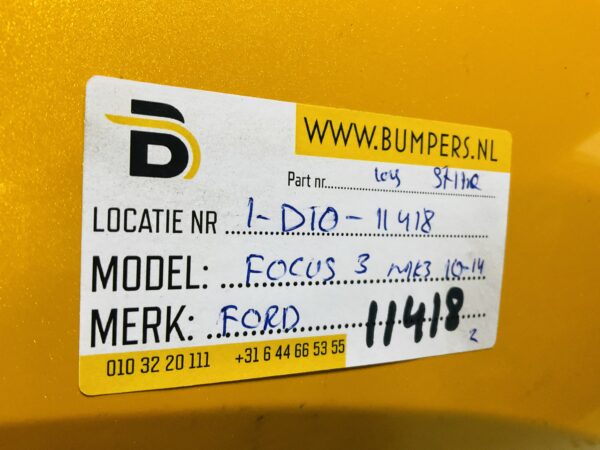 B
WWW.BUMPERS.NL
Part nr.
LOCATIE NR 1-D10-11418
MODEL: FOCUS 3 MK3 10-14
MERK: FORD 11418
2
010 32 20 111 +31 6 44 66 53 55